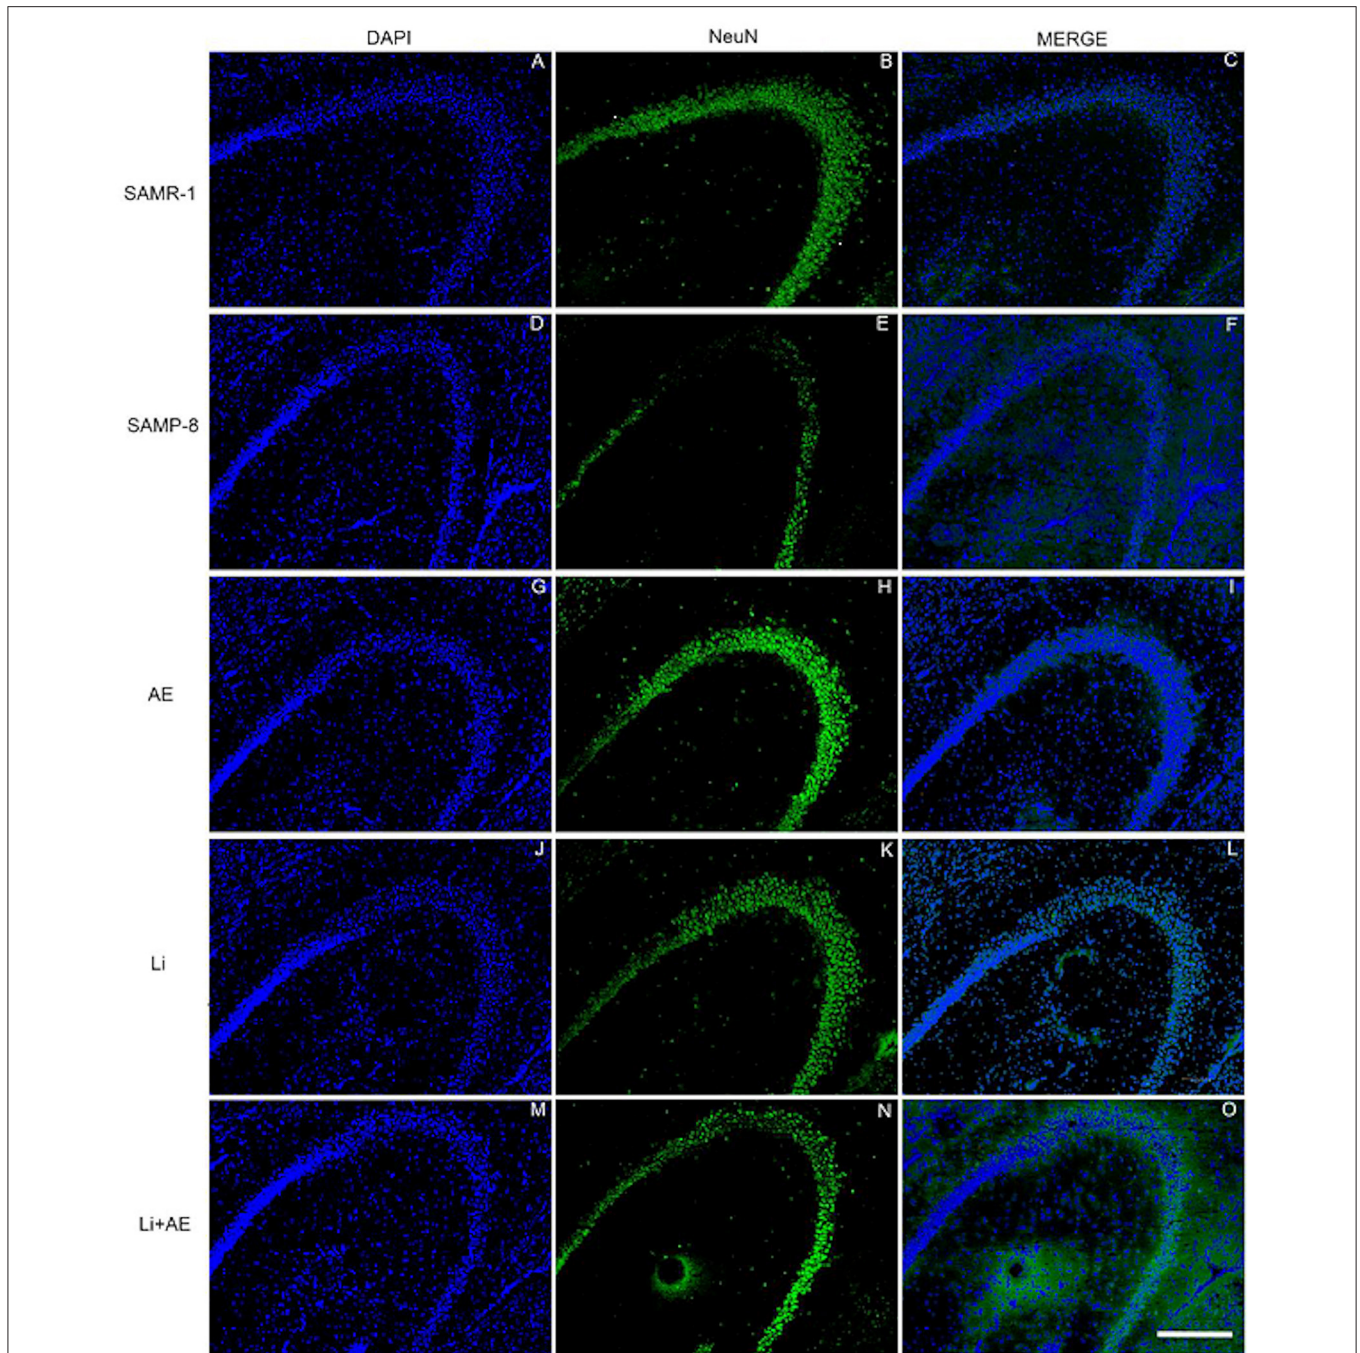 DAPI NeuN MERGE
SAMR-1 A B C
SAMP-8 D E F
AE G H I
Li J K L
Li+AE M N O